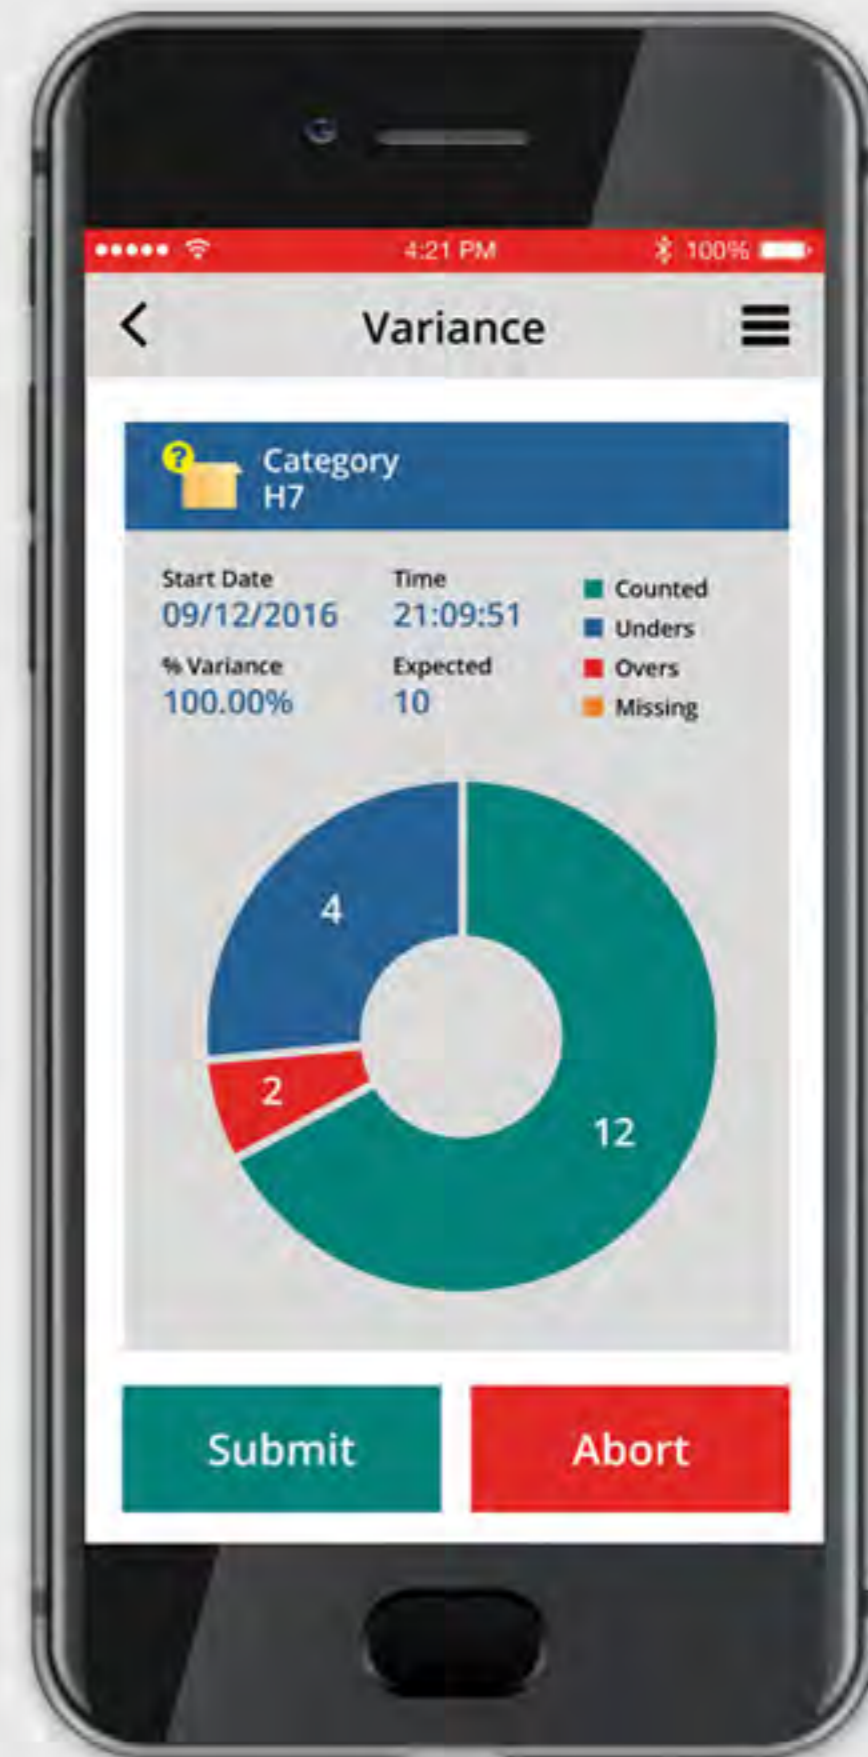 4:21 PM 100%
Variance
?
Category
H7
Start Date Time
09/12/2016 21:09:51
% Variance Expected
100.00% 10
Counted
Unders
Overs
Missing
4
2
12
Submit Abort